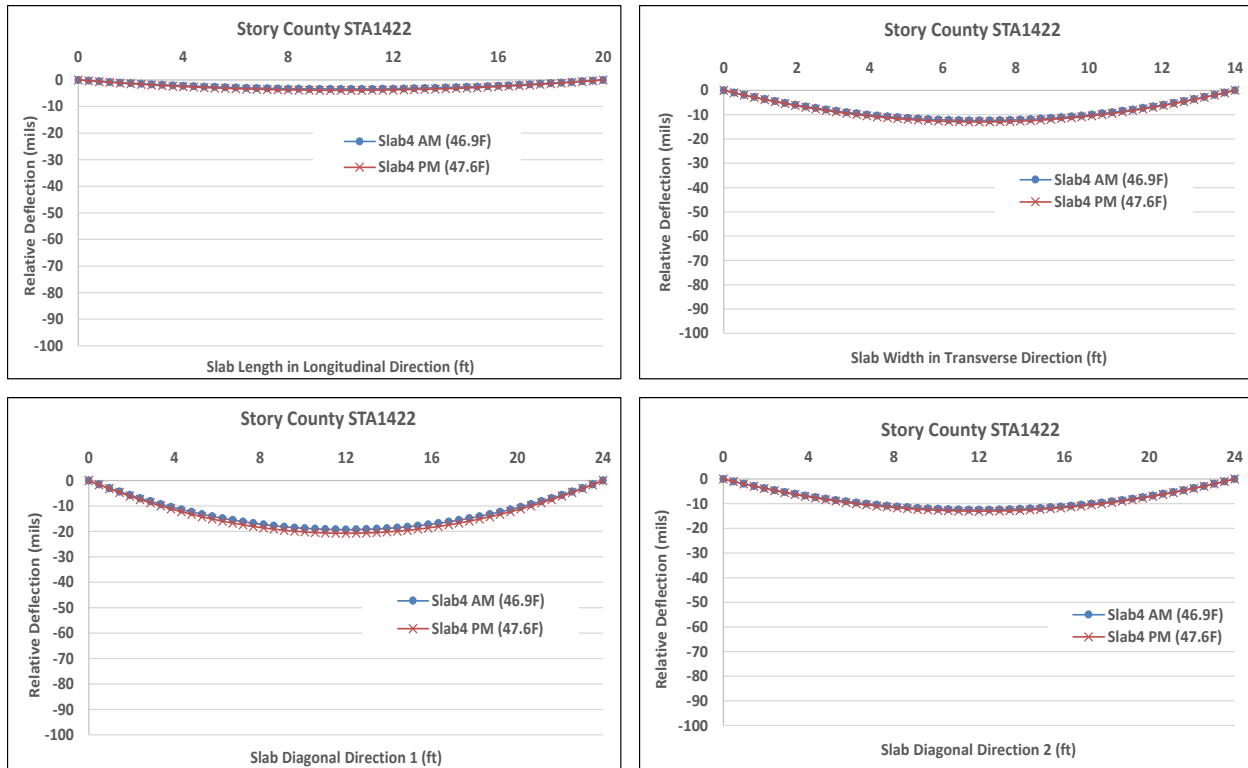 Story County STA1422
0 4 8 12 16 20
0
-10
-20
-30
-40
-50
-60
-70
-80
-90
-100
Relative Deflection (mils)
Slab4 AM (46.9F)
Slab4 PM (47.6F)
Slab Length in Longitudinal Direction (ft)
Story County STA1422
0 2 4 6 8 10 12 14
0
-10
-20
-30
-40
-50
-60
-70
-80
-90
-100
Relative Deflection (mils)
Slab4 AM (46.9F)
Slab4 PM (47.6F)
Slab Width in Transverse Direction (ft)
Story County STA1422
0 4 8 12 16 20 24
0
-10
-20
-30
-40
-50
-60
-70
-80
-90
-100
Relative Deflection (mils)
Slab4 AM (46.9F)
Slab4 PM (47.6F)
Slab Diagonal Direction 1 (ft)
Story County STA1422
0 4 8 12 16 20 24
0
-10
-20
-30
-40
-50
-60
-70
-80
-90
-100
Relative Deflection (mils)
Slab4 AM (46.9F)
Slab4 PM (47.6F)
Slab Diagonal Direction 2 (ft)